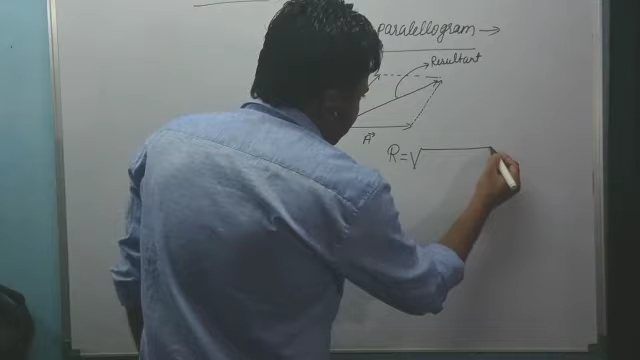 paralellogram →
Resultant
A
R=√